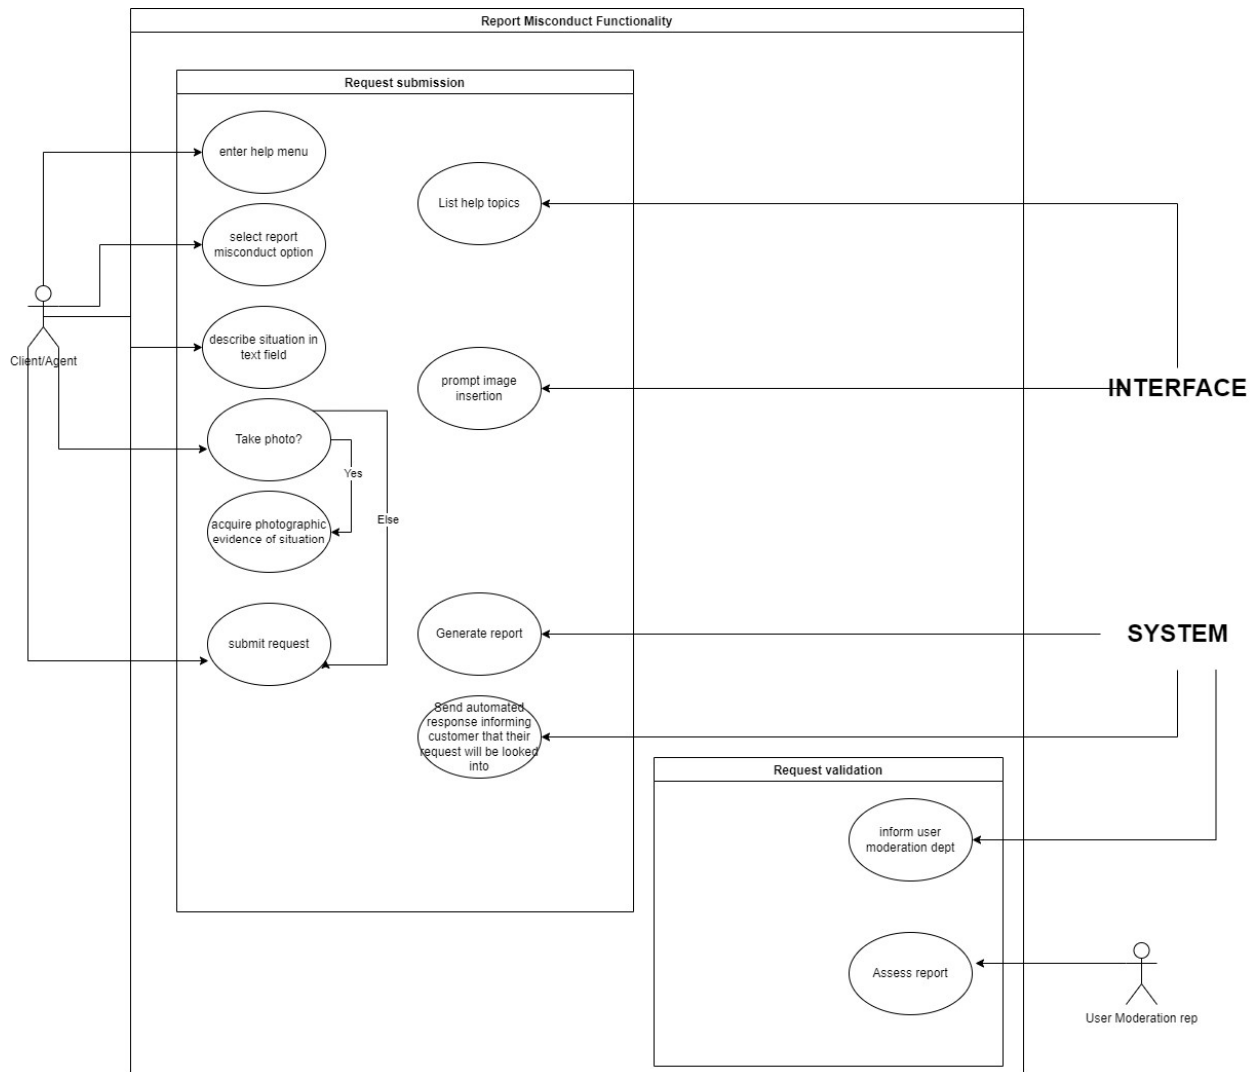 Report Misconduct Functionality
Request submission
enter help menu
List help topics
select report
misconduct option
Client/Agent
describe situation in
text field
prompt image
insertion
INTERFACE
Take photo?
Yes
Else
acquire photographic
evidence of situation
submit request
Generate report
SYSTEM
Send automated
response informing
customer that their
request will be looked
into
Request validation
inform user
moderation dept
Assess report
User Moderation rep